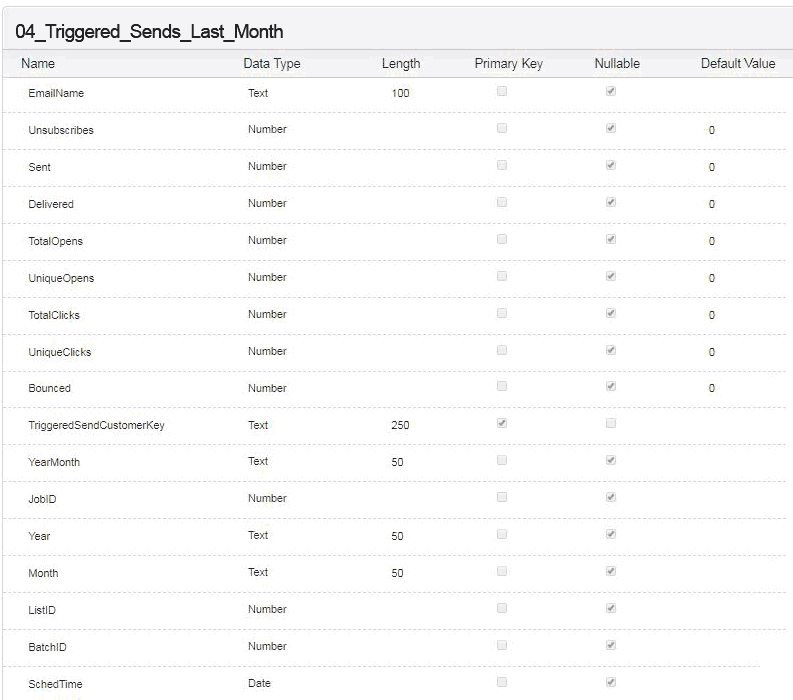 04_Triggered_Sends_Last_Month
Name Data Type Length Primary Key Nullable Default Value
EmailName Text 100
Unsubscribes Number 0
Sent Number 0
Delivered Number 0
TotalOpens Number 0
UniqueOpens Number 0
TotalClicks Number 0
UniqueClicks Number 0
Bounced Number 0
TriggeredSendCustomerKey Text 250
YearMonth Text 50
JobID Number
Year Text 50
Month Text 50
ListID Number
BatchID Number
SchedTime Date